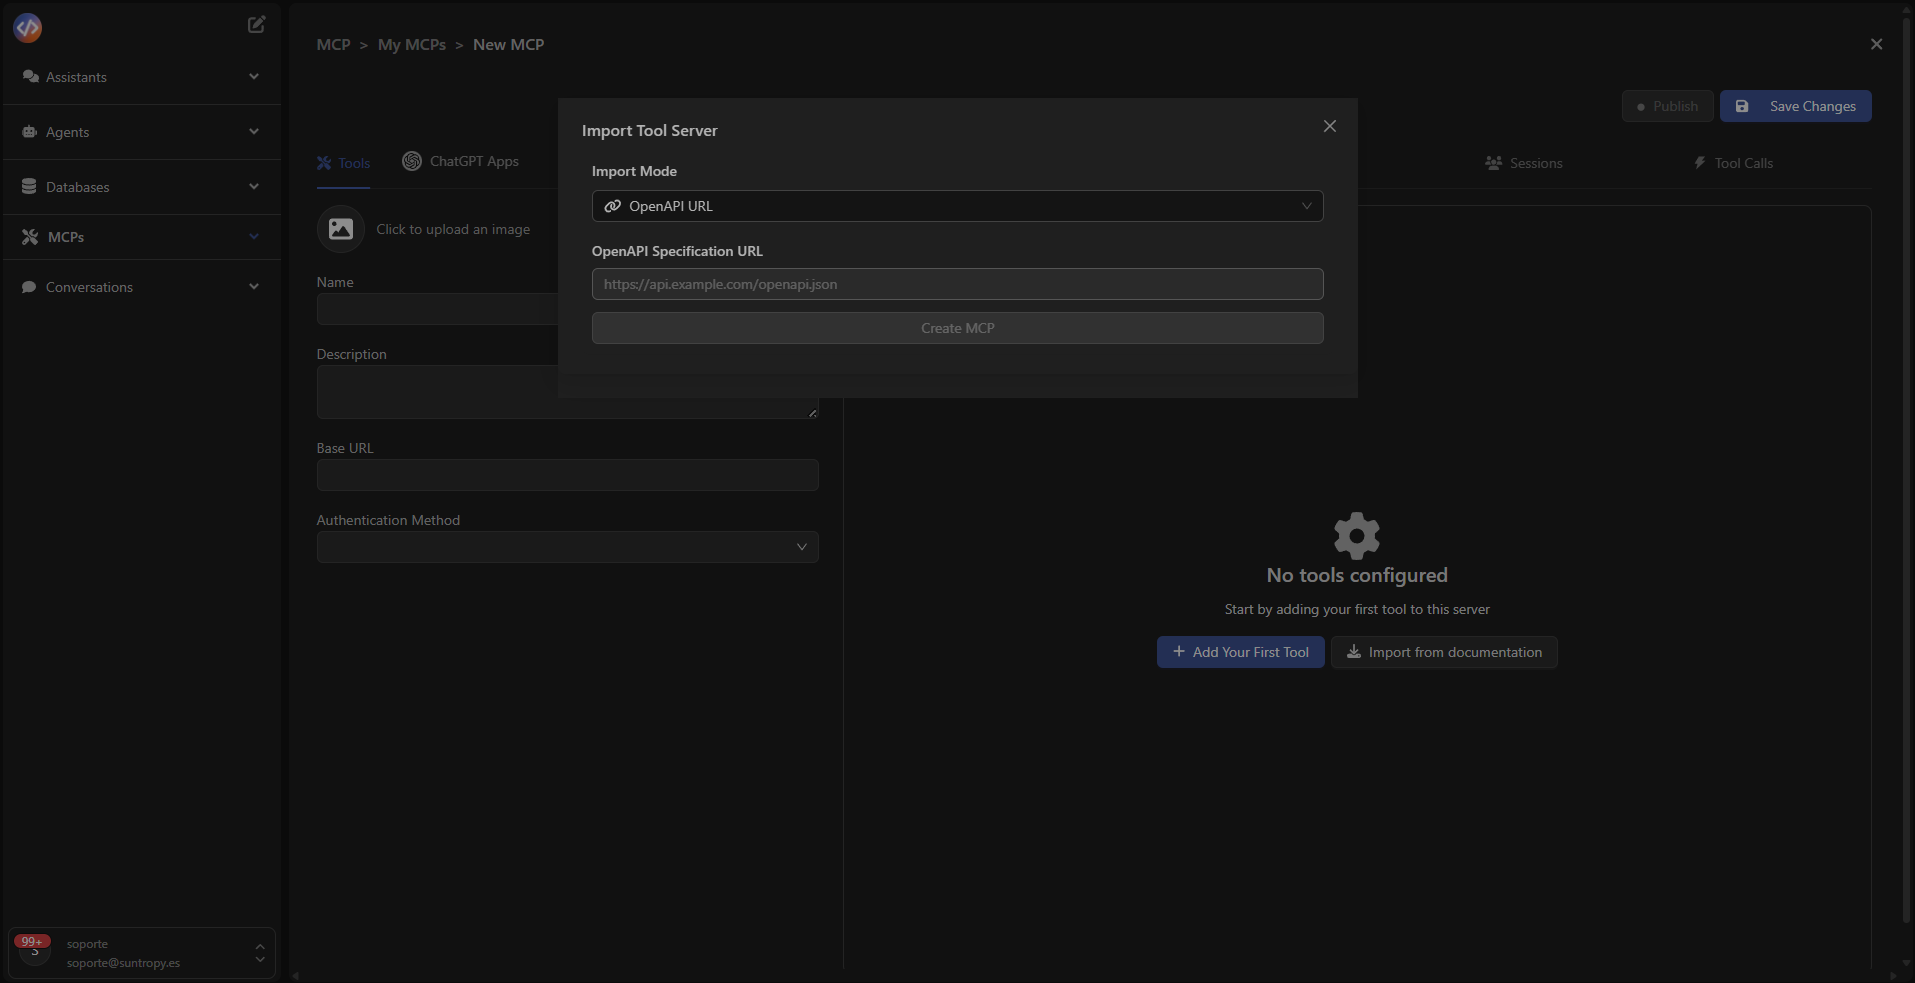 MCP > My MCPs > New MCP
Assistants
Agents
Databases
MCPs
Conversations
Publish
Save Changes
Tools
ChatGPT Apps
Sessions
Tool Calls
Click to upload an image
Name
Description
Base URL
Authentication Method
Import Tool Server
Import Mode
OpenAPI URL
OpenAPI Specification URL
https://api.example.com/openapi.json
Create MCP
No tools configured
Start by adding your first tool to this server
Add Your First Tool
Import from documentation
99+
S
soporte
soporte@suntropy.es